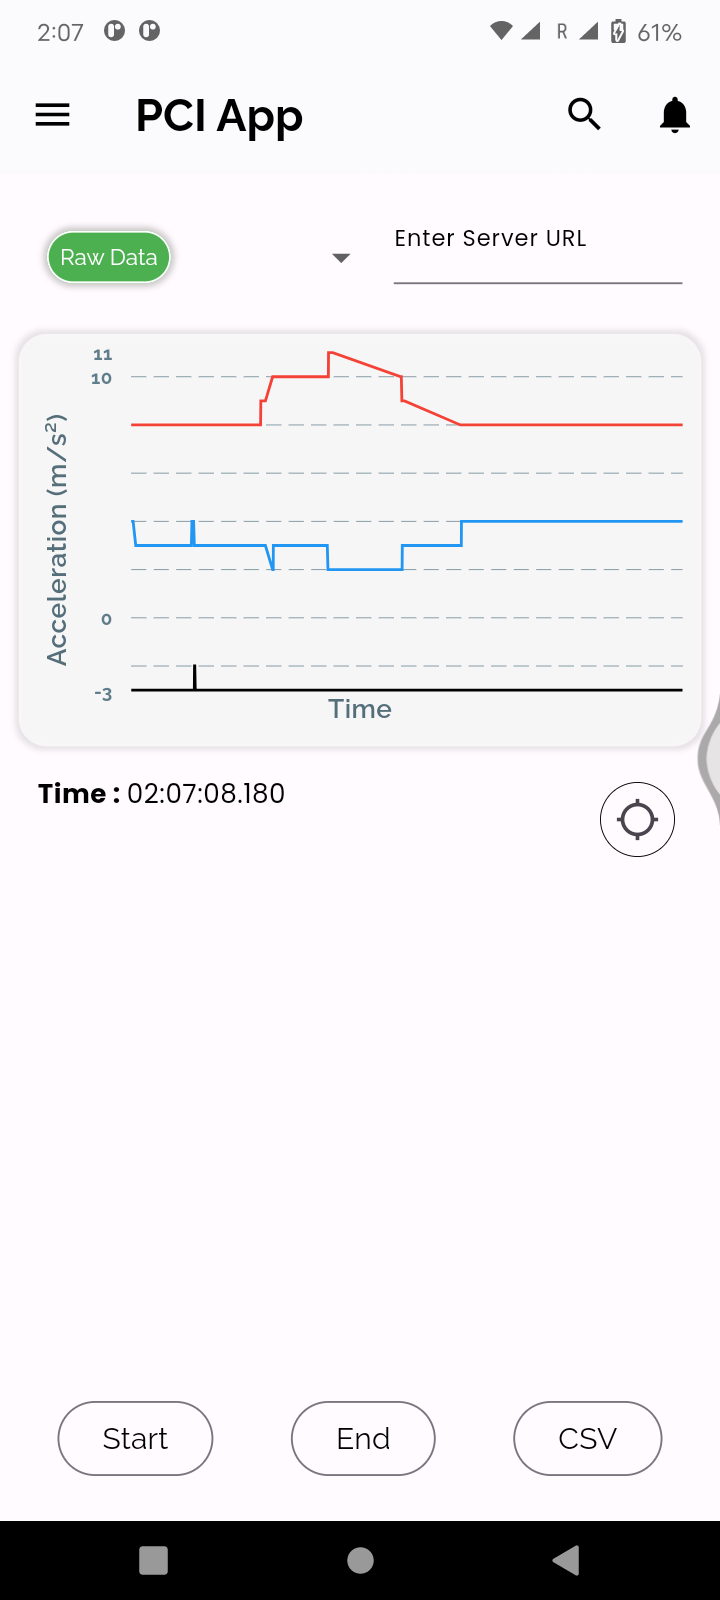 2:07 R 61%
PCI App
Raw Data
Enter Server URL
11
10
Acceleration (m/s²)
0
-3
Time
Time : 02:07:08.180
Start End CSV